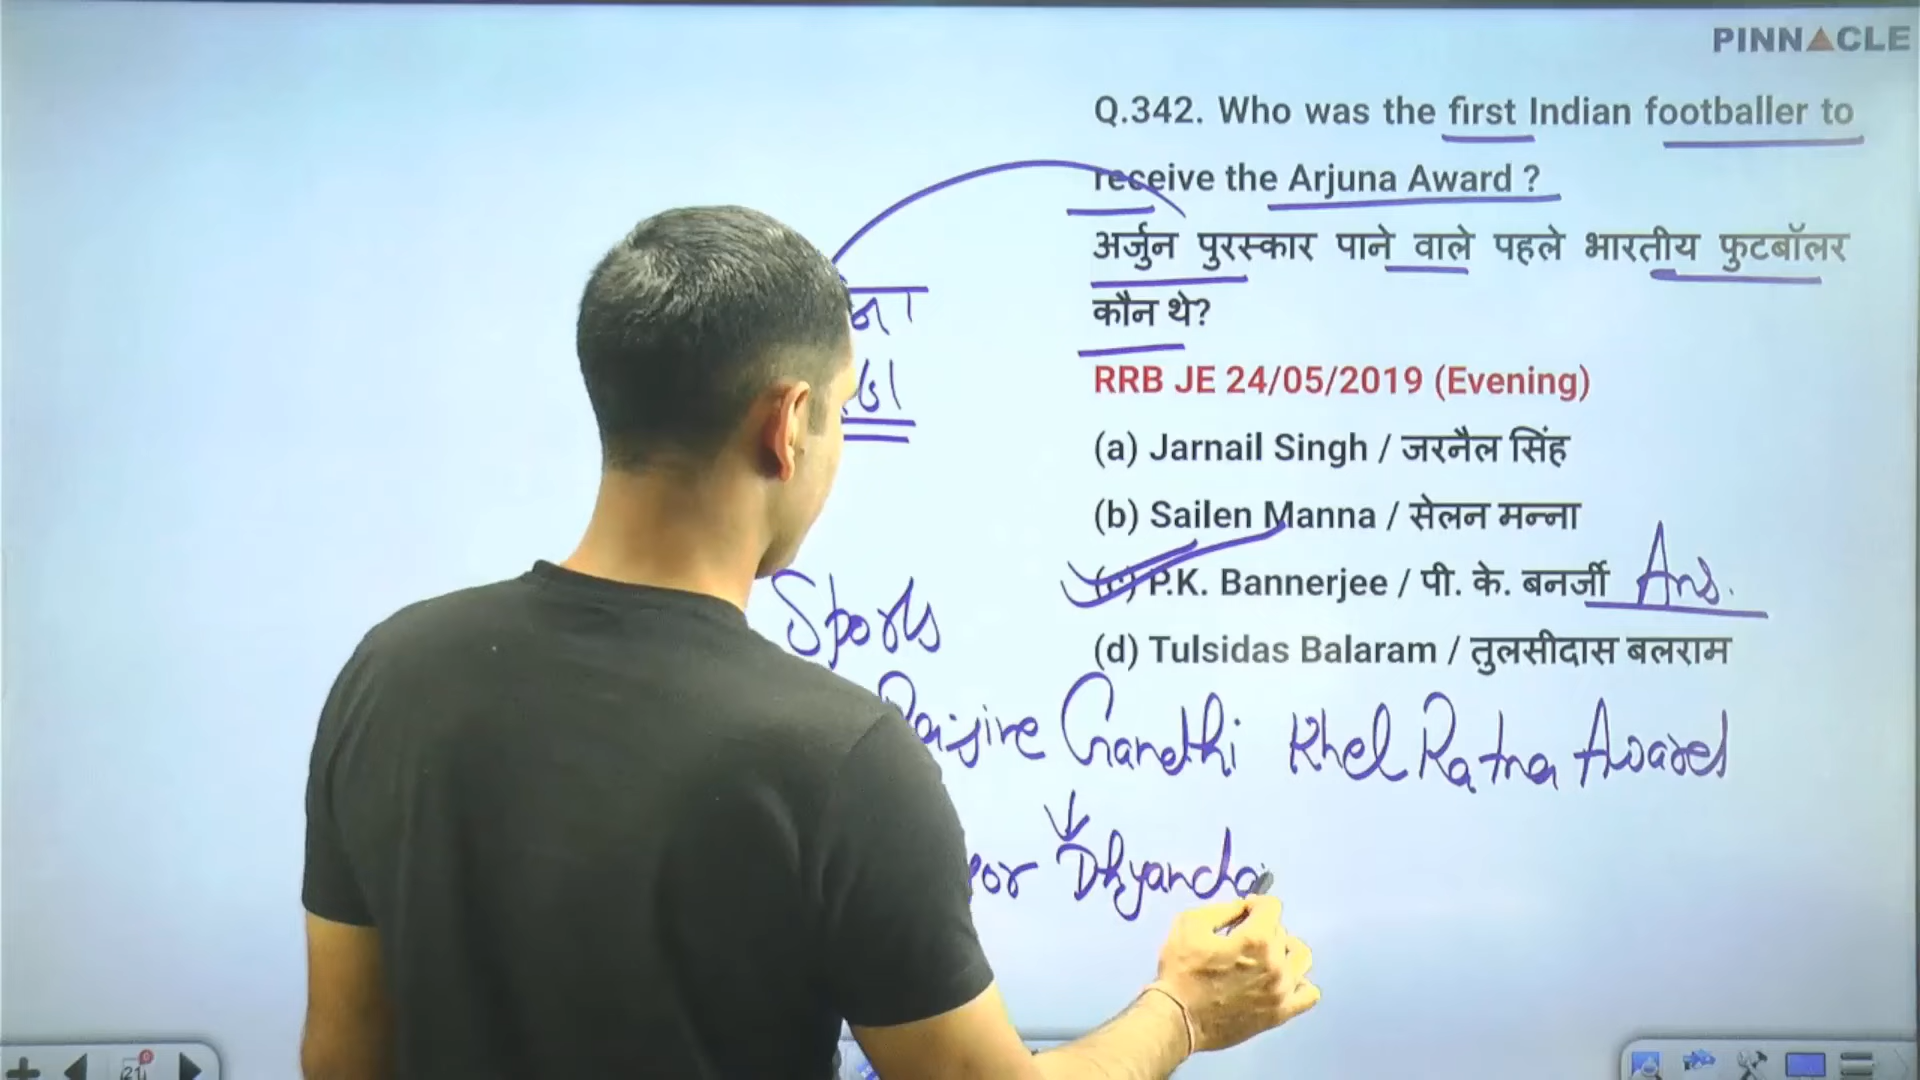 PINNACLE
Q.342. Who was the first Indian footballer to
receive the Arjuna Award ?
अर्जुन पुरस्कार पाने वाले पहले भारतीय फुटबॉलर
कौन थे?
RRB JE 24/05/2019 (Evening)
(a) Jarnail Singh / जरनैल सिंह
(b) Sailen Manna / सेलन मन्ना
(c) P.K. Bannerjee / पी. के. बनर्जी Ans.
(d) Tulsidas Balaram / तुलसीदास बलराम
Sports
Gandhi Khel Ratna Award
Dhyancha
21